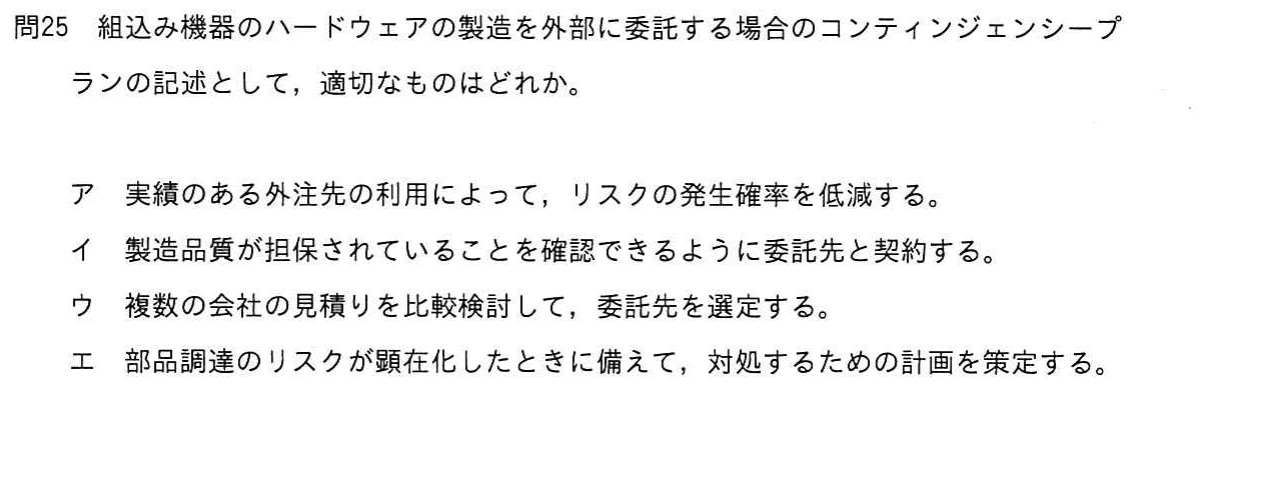 問25　組込み機器のハードウェアの製造を外部に委託する場合のコンティンジェンシープ
ランの記述として，適切なものはどれか。
ア　実績のある外注先の利用によって，リスクの発生確率を低減する。
イ　製造品質が担保されていることを確認できるように委託先と契約する。
ウ　複数の会社の見積りを比較検討して，委託先を選定する。
エ　部品調達のリスクが顕在化したときに備えて，対処するための計画を策定する。